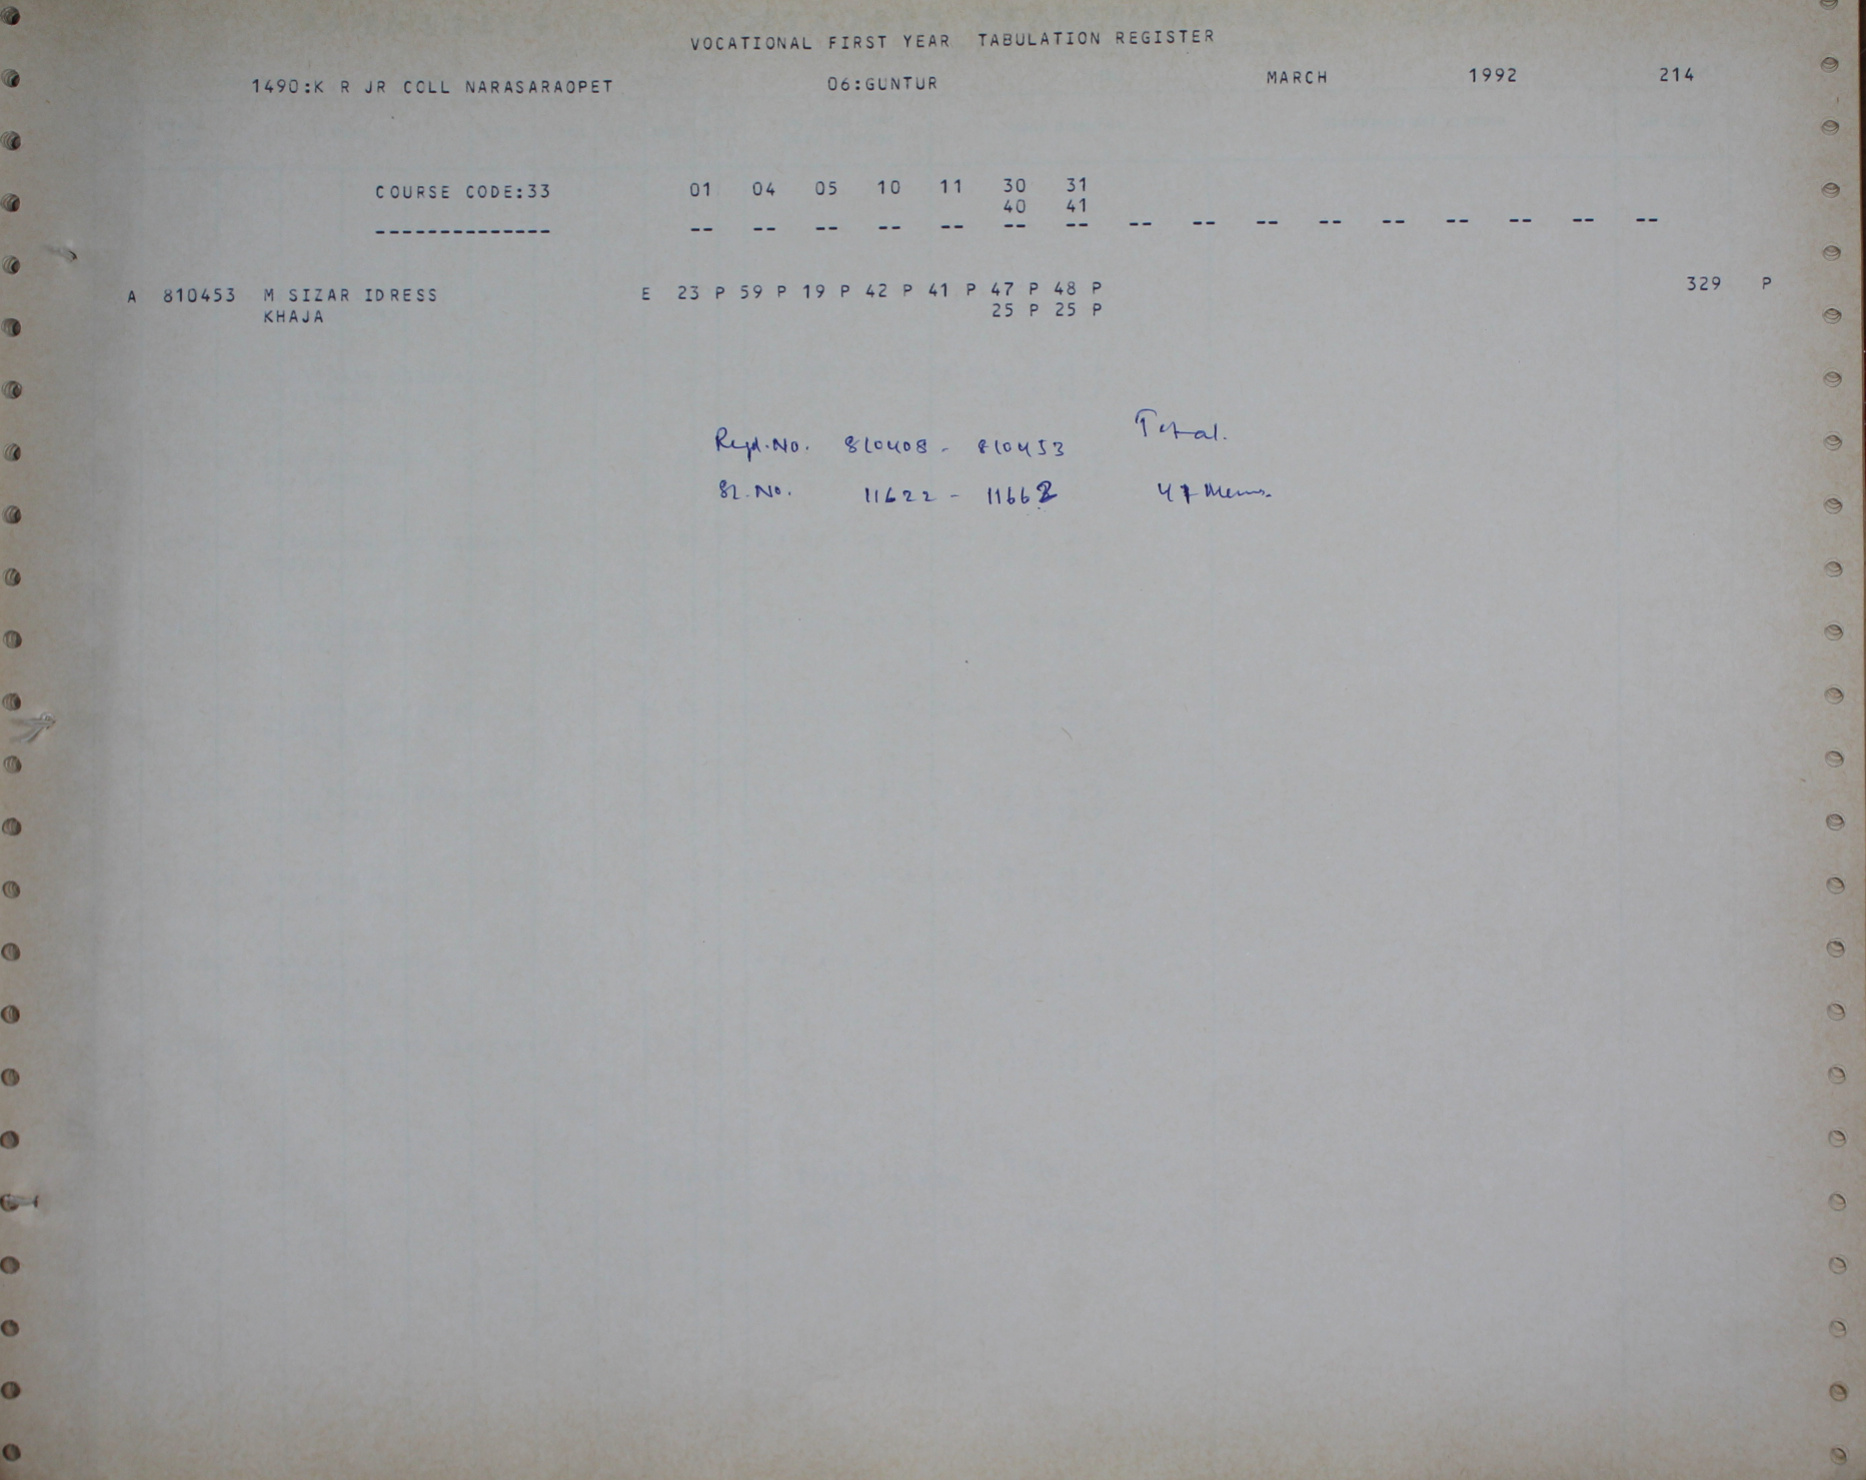 VOCATIONAL FIRST YEAR TABULATION REGISTER
1490:K R JR COLL NARASARAOPET 06:GUNTUR MARCH 1992 214
COURSE CODE:33 01 04 05 10 11 30 31
40 41
-------------- -- -- -- -- -- -- -- -- -- -- -- -- -- -- -- --
A 810453 M SIZAR IDRESS E 23 P 59 P 19 P 42 P 41 P 47 P 48 P 329 P
KHAJA 25 P 25 P
Regd.No. 810408 - 810453 Total.
Sl.No. 11622 - 11662 47